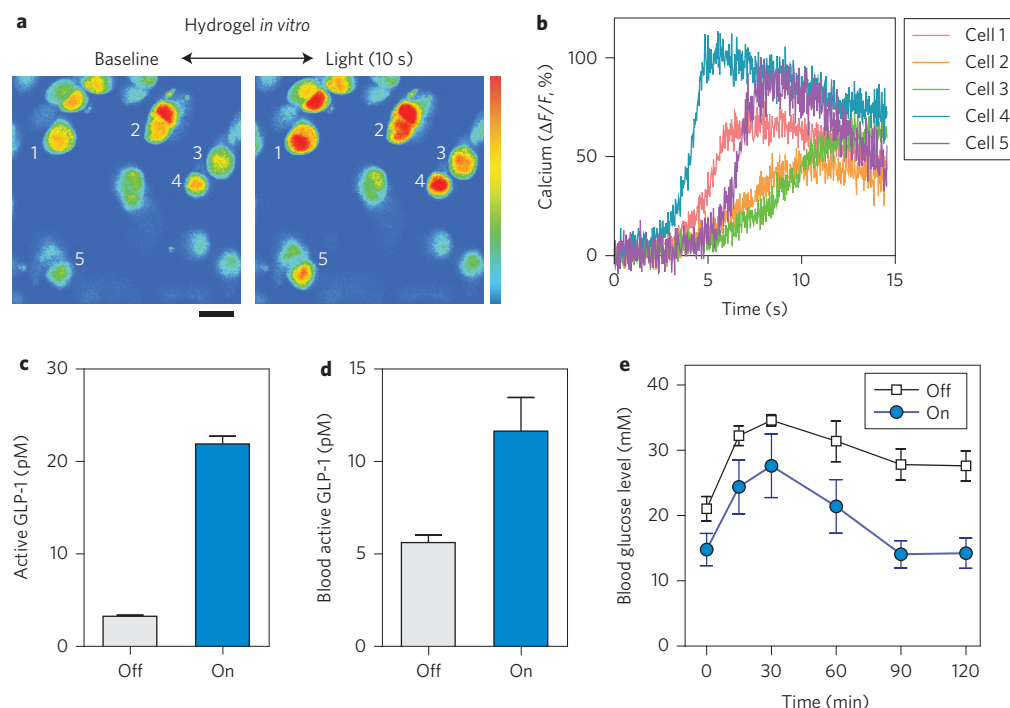 a
Hydrogel in vitro
Baseline
Light (10 s)
1
2
3
4
5
1
2
3
4
5
b
Calcium (ΔF/F, %)
100
50
0
0
5
10
15
Time (s)
Cell 1
Cell 2
Cell 3
Cell 4
Cell 5
c
Active GLP-1 (pM)
30
20
10
0
Off
On
d
Blood active GLP-1 (pM)
15
10
5
0
Off
On
e
Blood glucose level (mM)
40
30
20
10
0
0
30
60
90
120
Time (min)
Off
On